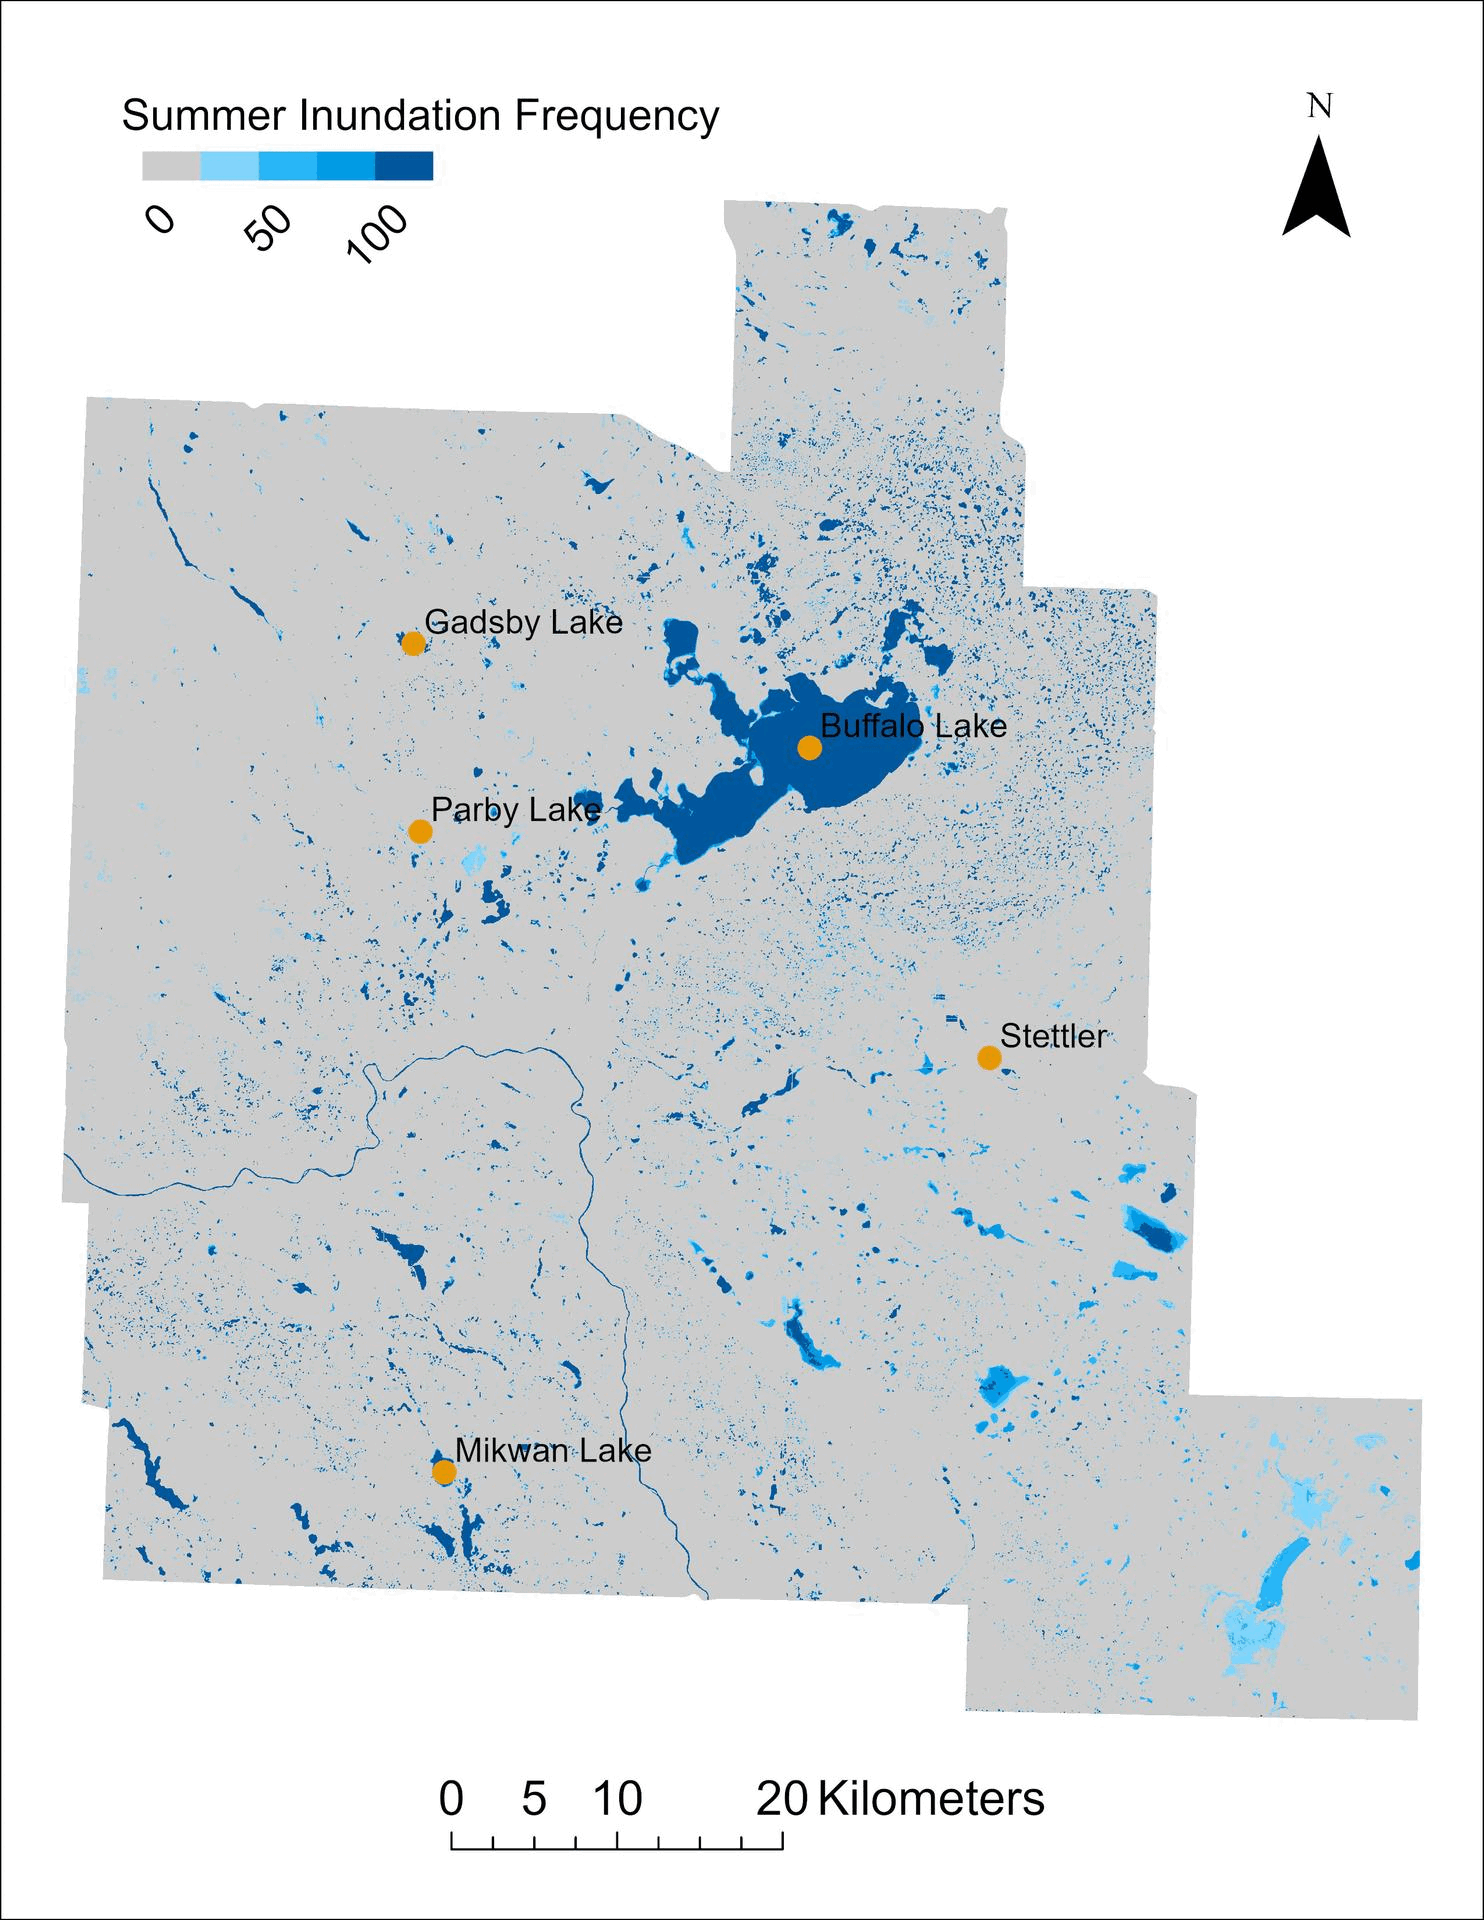 Summer Inundation Frequency
N
0
50
100
Gadsby Lake
Buffalo Lake
Parby Lake
Stettler
Mikwan Lake
0 5 10 20 Kilometers